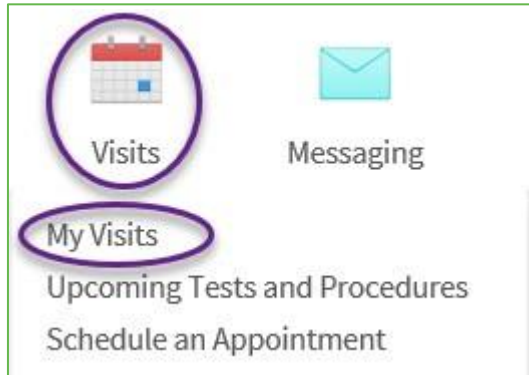 Visits Messaging
My Visits
Upcoming Tests and Procedures
Schedule an Appointment